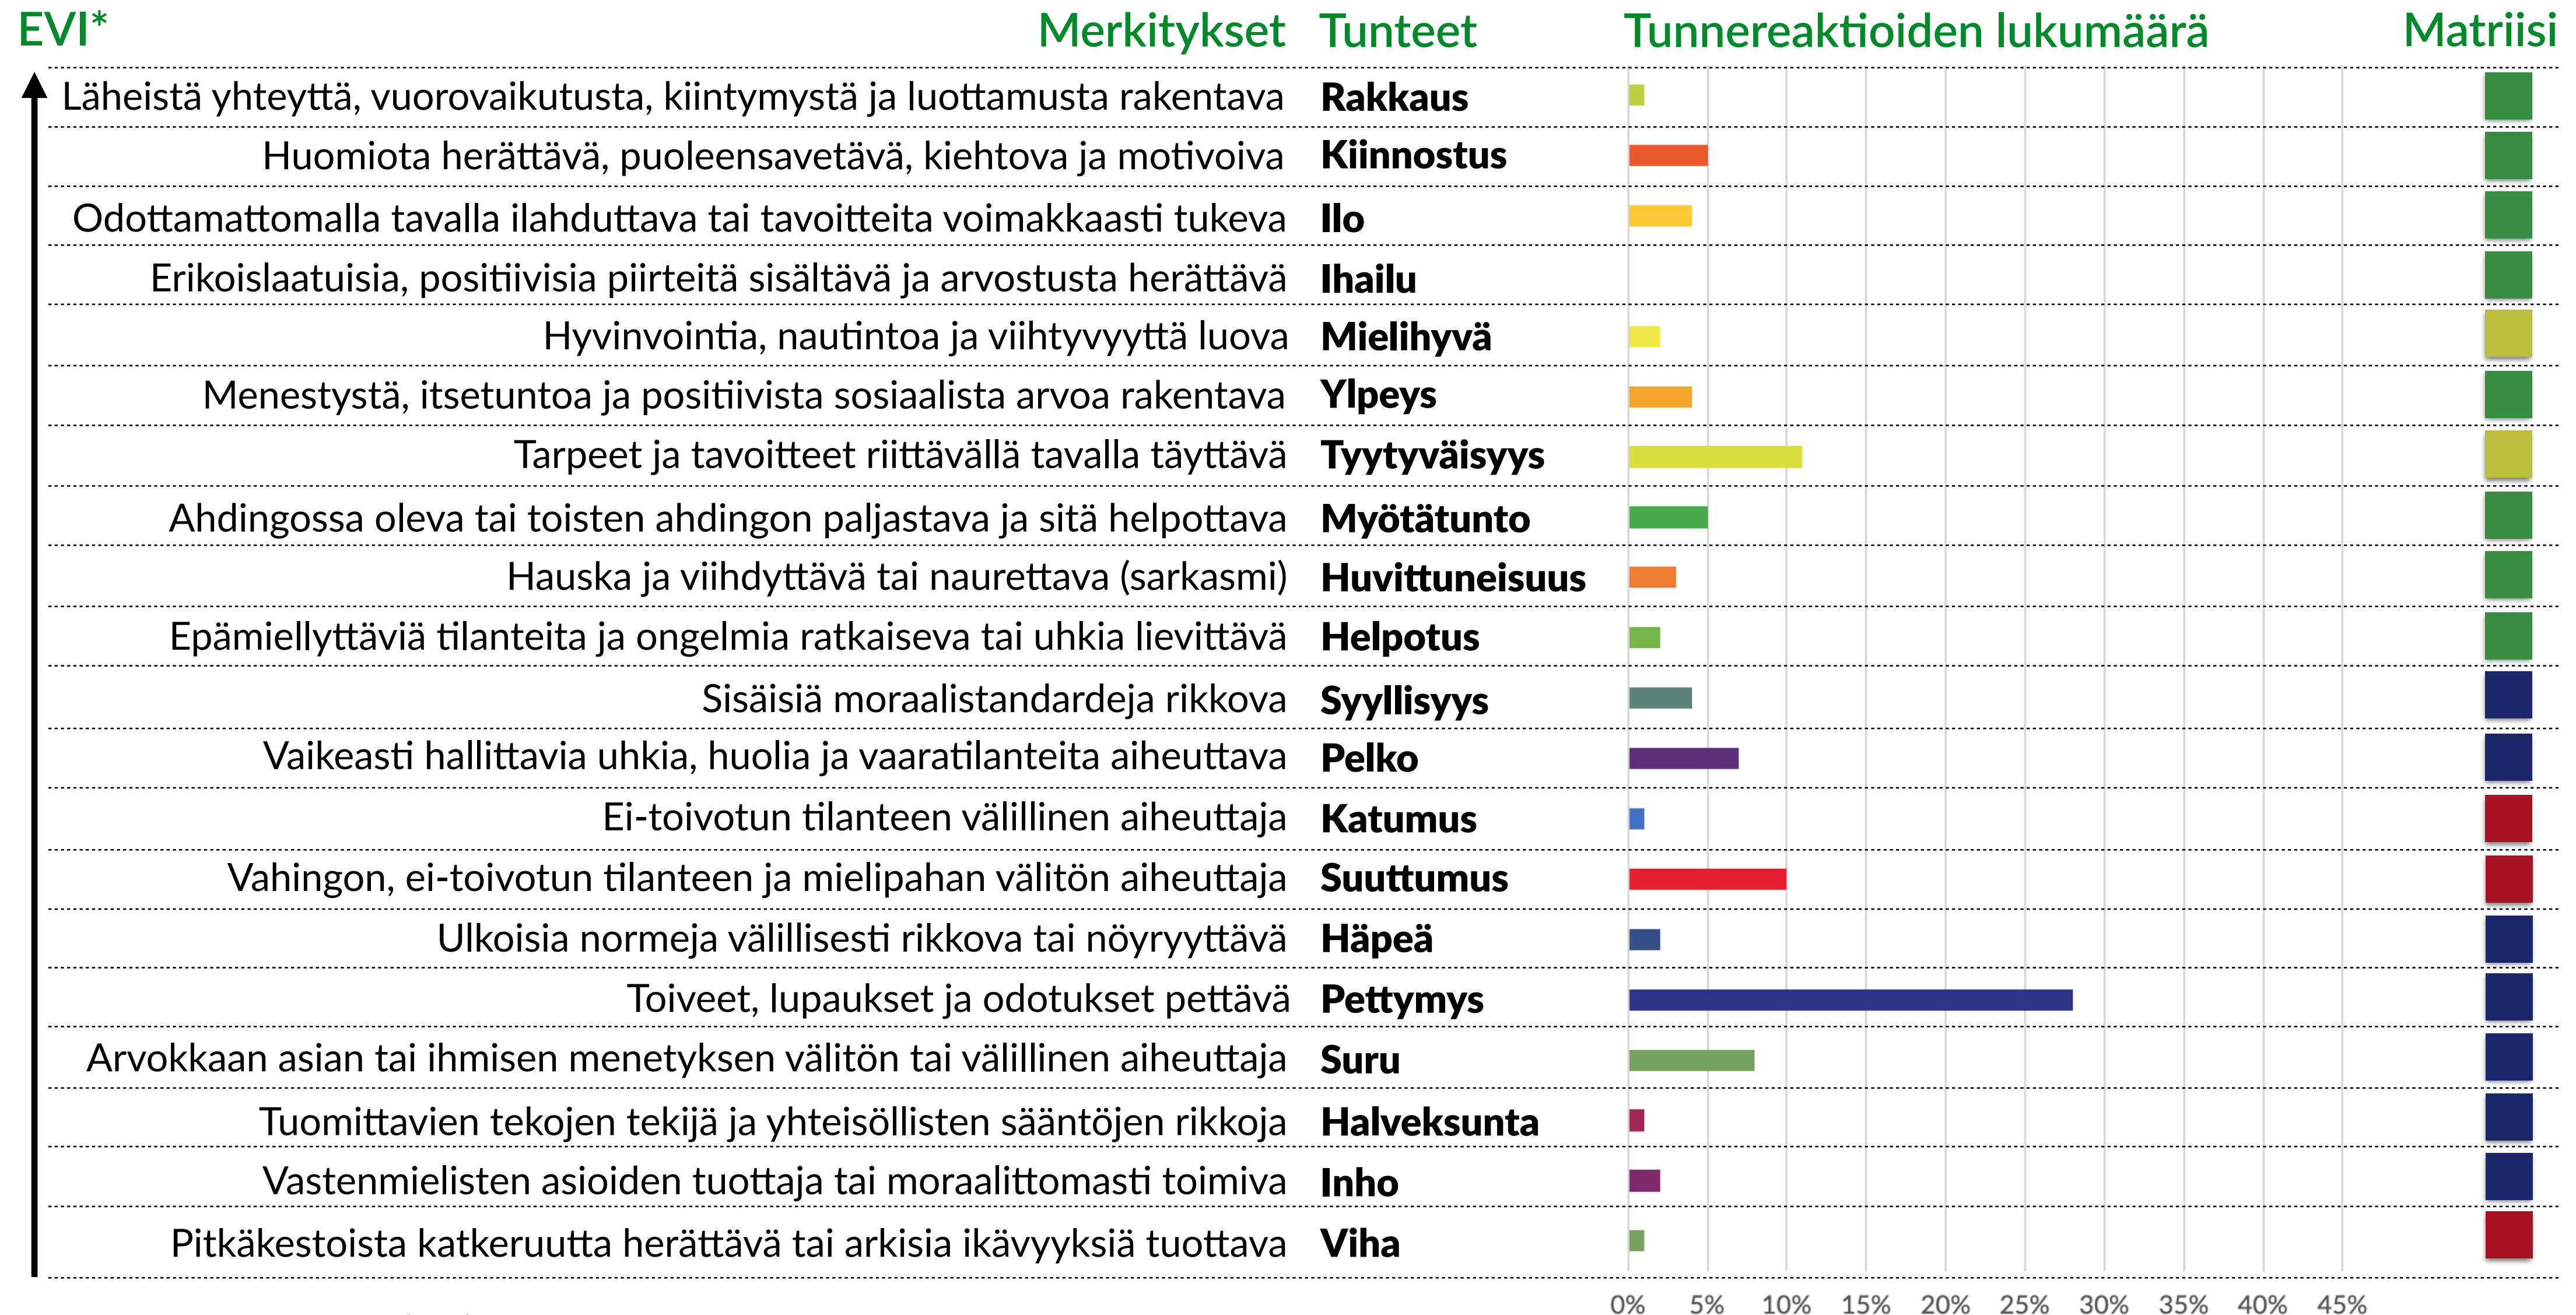 EVI* Merkitykset Tunteet Tunnereaktioiden lukumäärä Matriisi
Läheistä yhteyttä, vuorovaikutusta, kiintymystä ja luottamusta rakentava Rakkaus
Huomiota herättävä, puoleensavetävä, kiehtova ja motivoiva Kiinnostus
Odottamattomalla tavalla ilahduttava tai tavoitteita voimakkaasti tukeva Ilo
Erikoislaatuisia, positiivisia piirteitä sisältävä ja arvostusta herättävä Ihailu
Hyvinvointia, nautintoa ja viihtyvyyttä luova Mielihyvä
Menestystä, itsetuntoa ja positiivista sosiaalista arvoa rakentava Ylpeys
Tarpeet ja tavoitteet riittävällä tavalla täyttävä Tyytyväisyys
Ahdingossa oleva tai toisten ahdingon paljastava ja sitä helpottava Myötätunto
Hauska ja viihdyttävä tai naurettava (sarkasmi) Huvittuneisuus
Epämiellyttäviä tilanteita ja ongelmia ratkaiseva tai uhkia lievittävä Helpotus
Sisäisiä moraalistandardeja rikkova Syyllisyys
Vaikeasti hallittavia uhkia, huolia ja vaaratilanteita aiheuttava Pelko
Ei-toivotun tilanteen välillinen aiheuttaja Katumus
Vahingon, ei-toivotun tilanteen ja mielipahan välitön aiheuttaja Suuttumus
Ulkoisia normeja välillisesti rikkova tai nöyryyttävä Häpeä
Toiveet, lupaukset ja odotukset pettävä Pettymys
Arvokkaan asian tai ihmisen menetyksen välitön tai välillinen aiheuttaja Suru
Tuomittavien tekojen tekijä ja yhteisöllisten sääntöjen rikkoja Halveksunta
Vastenmielisten asioiden tuottaja tai moraalittomasti toimiva Inho
Pitkäkestoista katkeruutta herättävä tai arkisia ikävyyksiä tuottava Viha
0% 5% 10% 15% 20% 25% 30% 35% 40% 45%